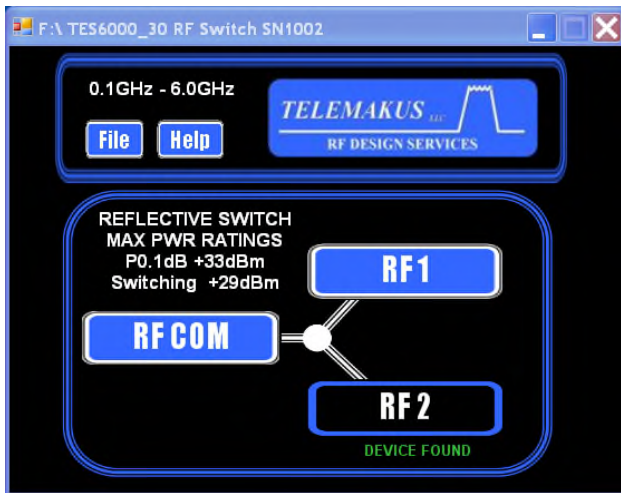 F:\ TES6000_30 RF Switch SN1002
0.1GHz - 6.0GHz
File Help
TELEMAKUS LLC
RF DESIGN SERVICES
REFLECTIVE SWITCH
MAX PWR RATINGS
P0.1dB +33dBm
Switching +29dBm
RF1
RF COM
RF 2
DEVICE FOUND